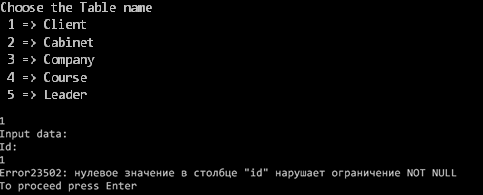 Choose the Table name
1 => Client
2 => Cabinet
3 => Company
4 => Course
5 => Leader
1
Input data:
Id:
1
Error23502: нулевое значение в столбце "id" нарушает ограничение NOT NULL
To proceed press Enter